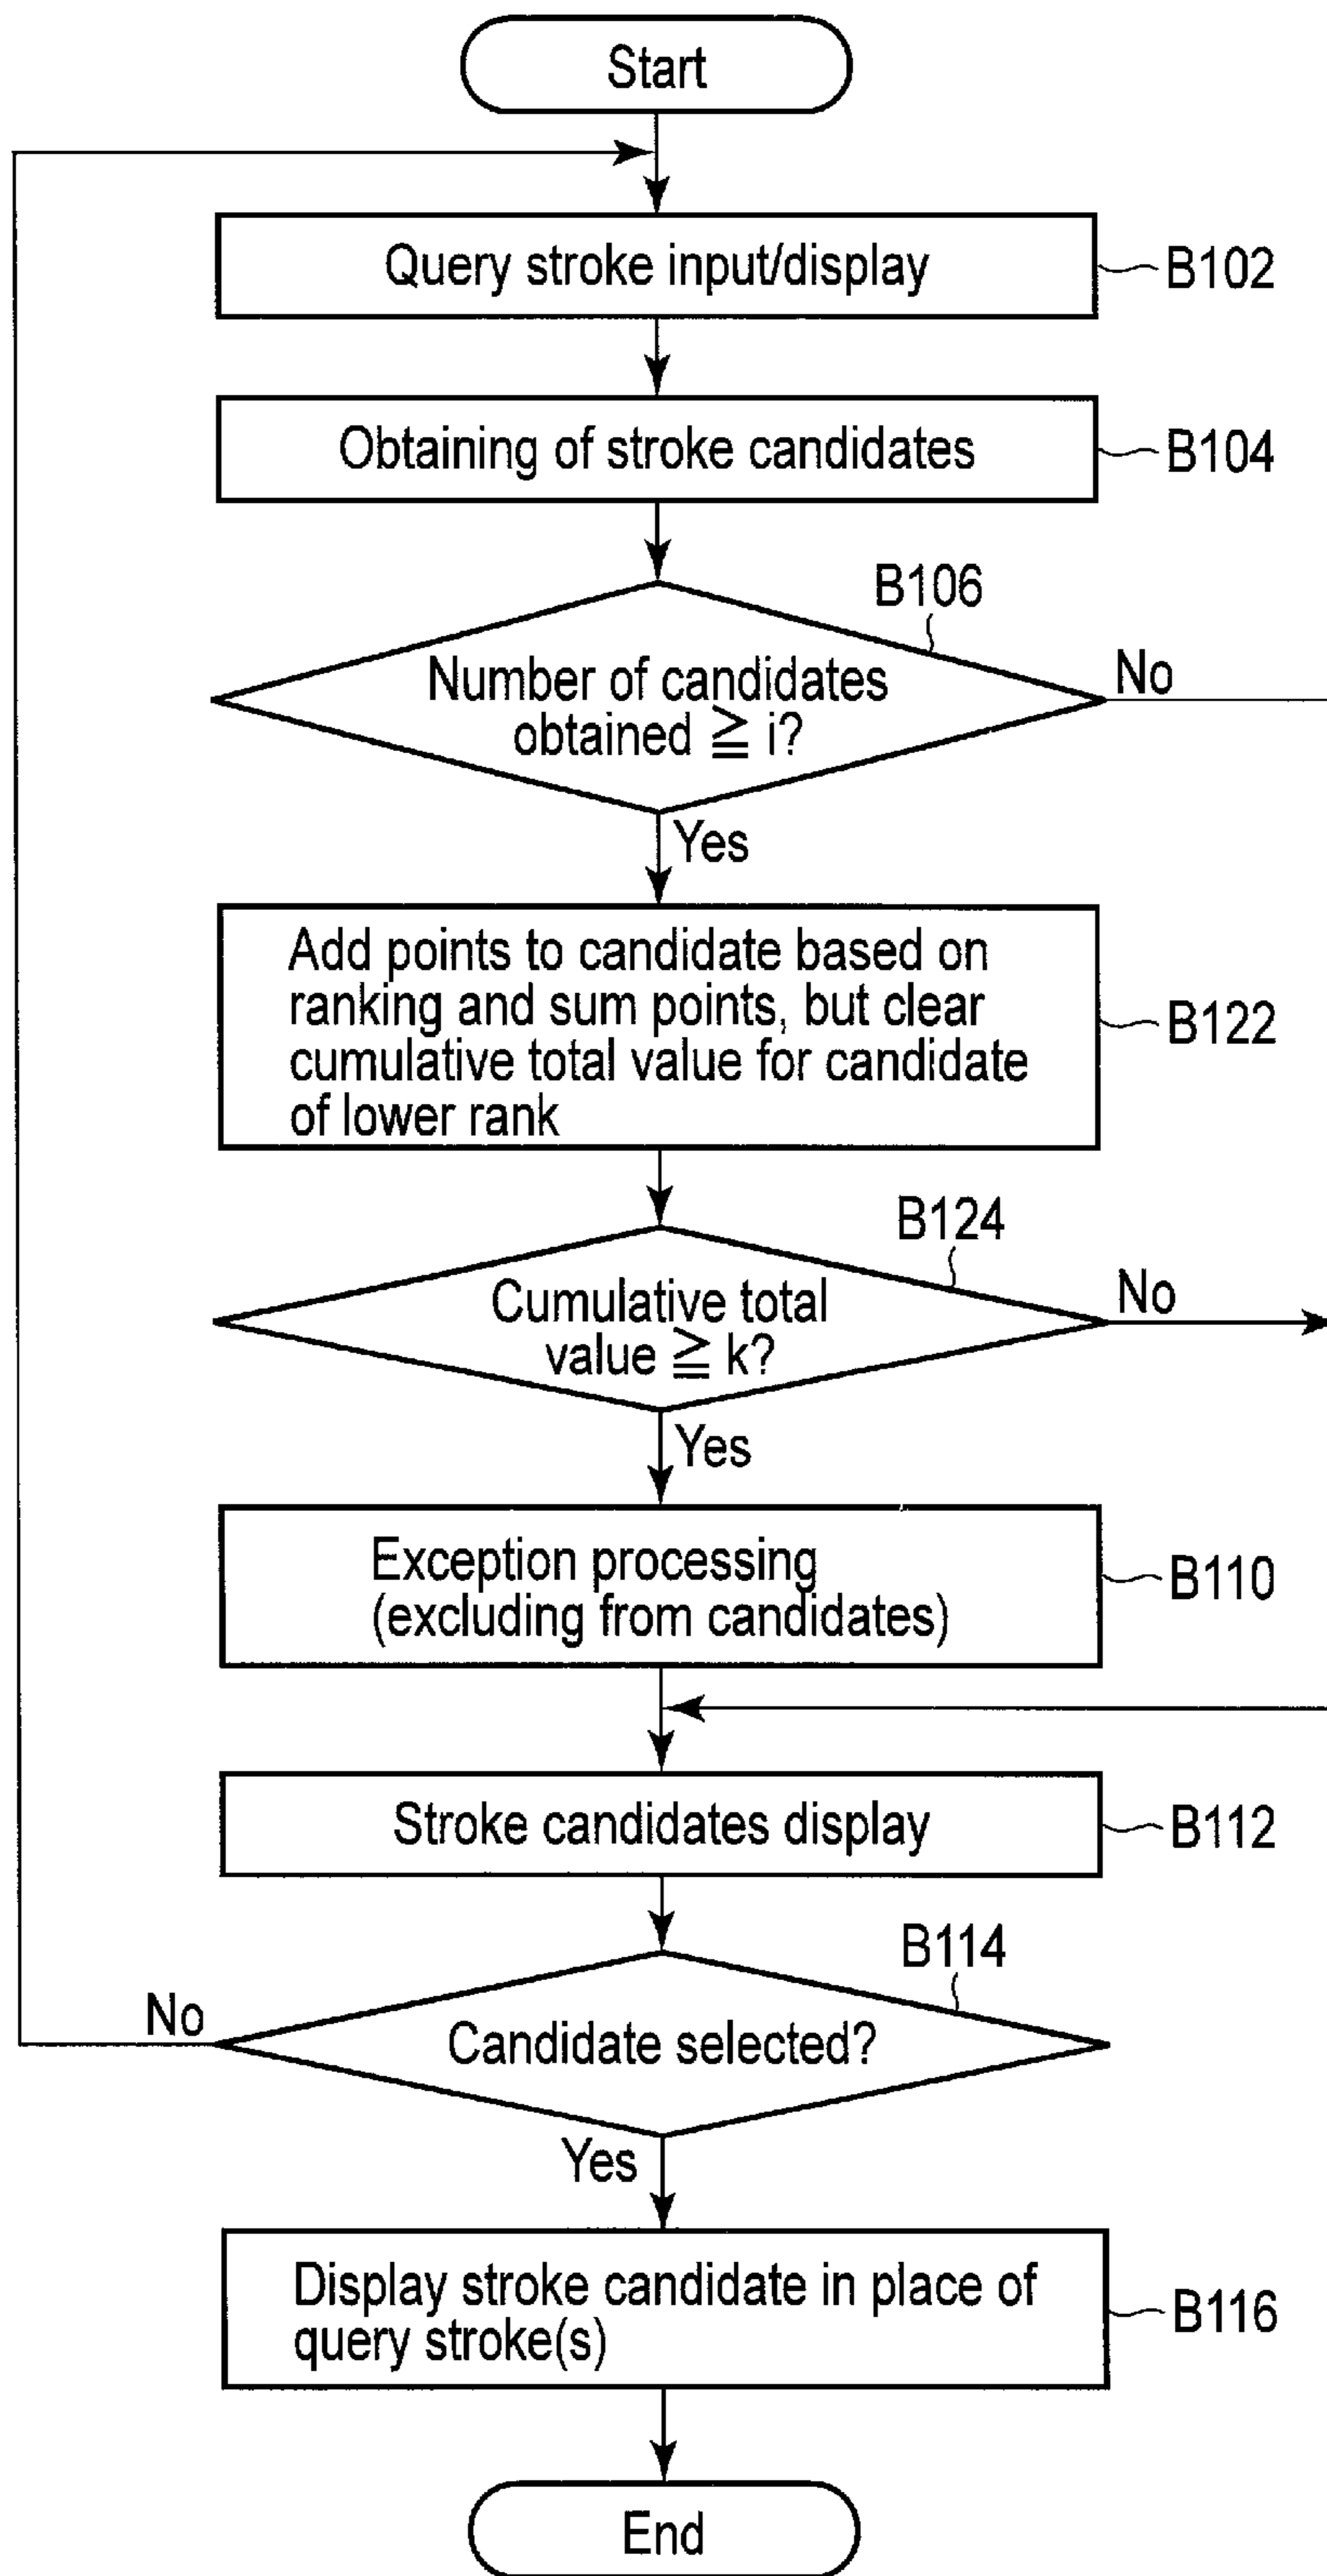 Start
Query stroke input/display
B102
Obtaining of stroke candidates
B104
B106
Number of candidates
obtained ≧ i?
No
Yes
Add points to candidate based on
ranking and sum points, but clear
cumulative total value for candidate
of lower rank
B122
B124
Cumulative total
value ≧ k?
No
Yes
Exception processing
(excluding from candidates)
B110
Stroke candidates display
B112
B114
No
Candidate selected?
Yes
Display stroke candidate in place of
query stroke(s)
B116
End